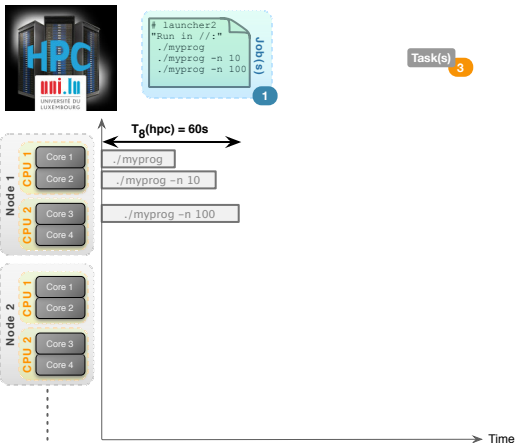 HPC
uni.lu
UNIVERSITÉ DU
LUXEMBOURG
# launcher2
"Run in //:"
./myprog
./myprog -n 10
./myprog -n 100
Job(s)
1
Task(s)
3
T8(hpc) = 60s
Node 1
CPU 1
Core 1
Core 2
CPU 2
Core 3
Core 4
./myprog
./myprog -n 10
./myprog -n 100
Node 2
CPU 1
Core 1
Core 2
CPU 2
Core 3
Core 4
Time